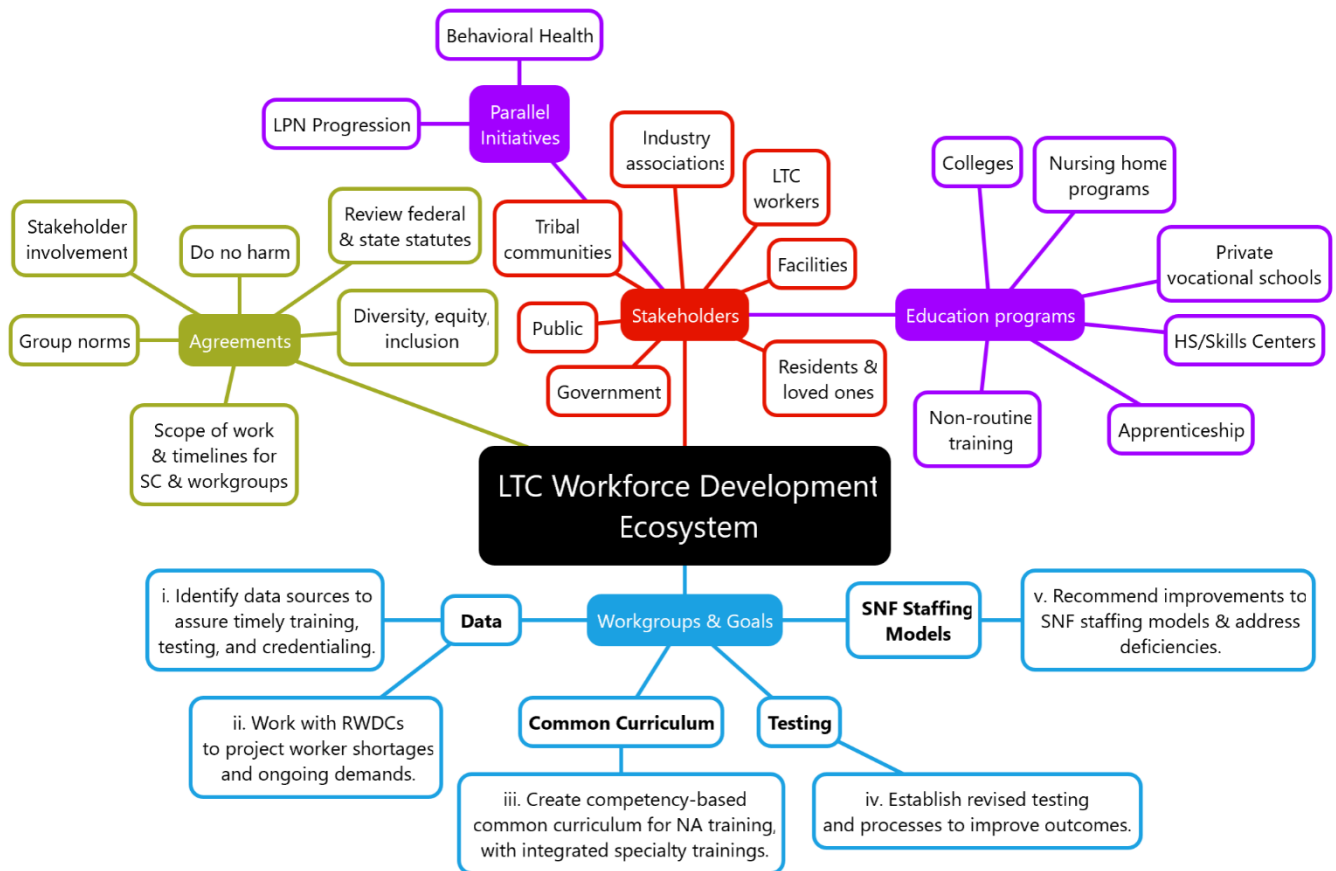 Behavioral Health
Parallel
Initiatives
LPN Progression
Industry
associations
LTC
workers
Tribal
communities
Facilities
Public
Stakeholders
Government
Residents &
loved ones
Colleges
Nursing home
programs
Private
vocational schools
Education programs
HS/Skills Centers
Non-routine
training
Apprenticeship
Stakeholder
involvement
Do no harm
Review federal
& state statutes
Group norms
Agreements
Diversity, equity,
inclusion
Scope of work
& timelines for
SC & workgroups
LTC Workforce Development
Ecosystem
Workgroups & Goals
Data
i. Identify data sources to
assure timely training,
testing, and credentialing.
ii. Work with RWDCs
to project worker shortages
and ongoing demands.
Common Curriculum
iii. Create competency-based
common curriculum for NA training,
with integrated specialty trainings.
Testing
iv. Establish revised testing
and processes to improve outcomes.
SNF Staffing
Models
v. Recommend improvements to
SNF staffing models & address
deficiencies.